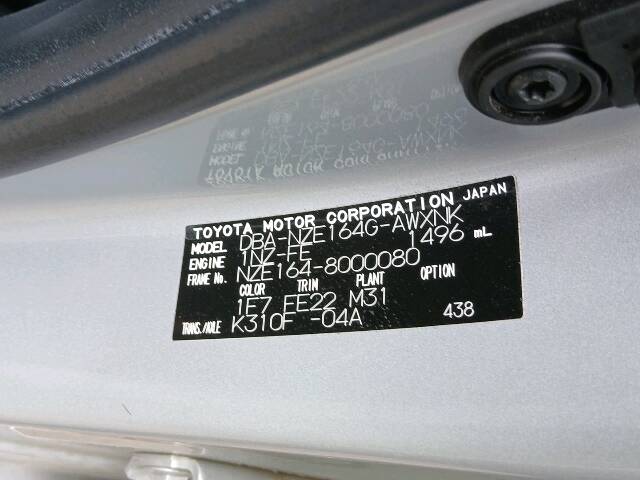 TOYOTA MOTOR CORPORATION JAPAN
MODEL DBA-NZE164G-AWXNK
ENGINE 1NZ-FE 1496 mL
FRAME No. NZE164-8000080
COLOR TRIM PLANT OPTION
1E7 FE22 M31
TRANS./AXLE K310F -04A 438